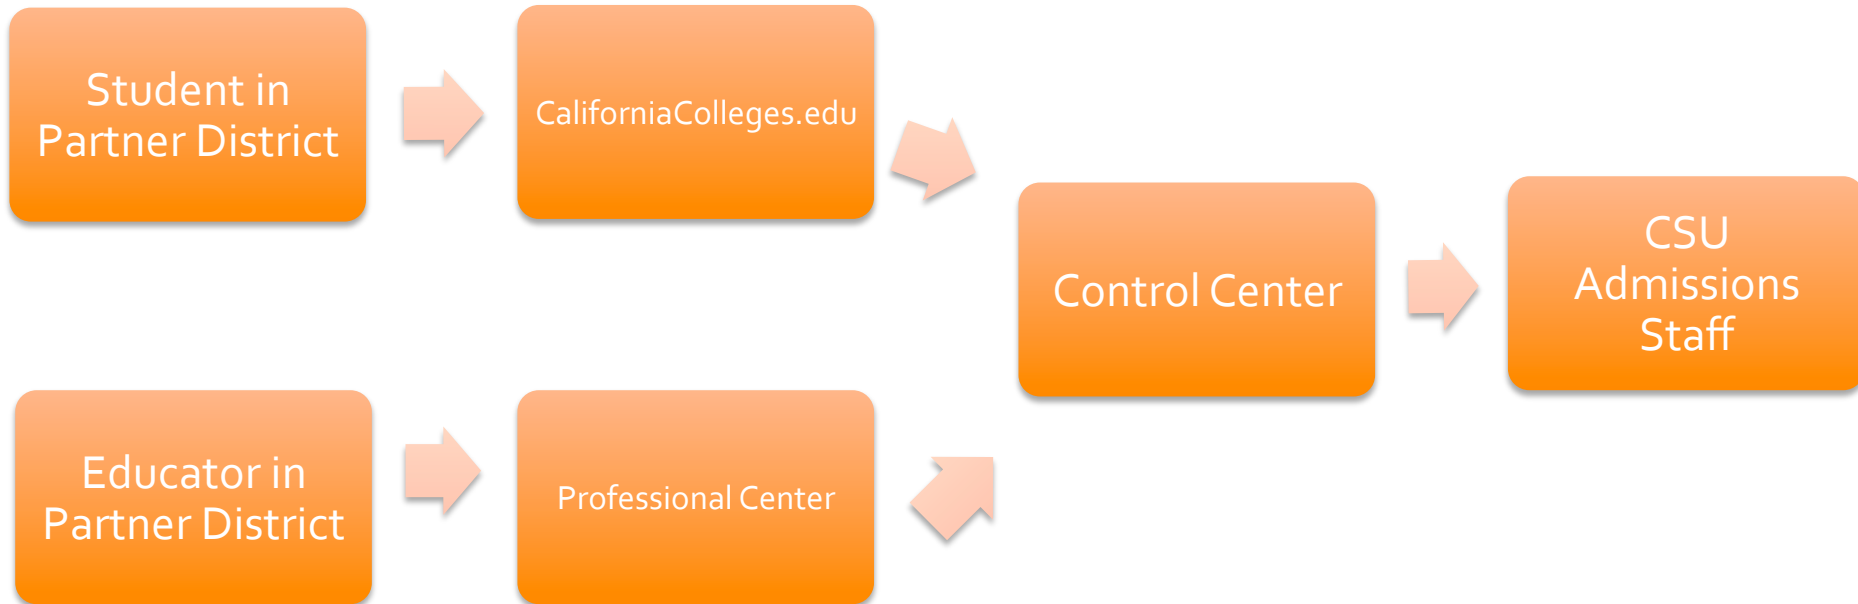 Student in
Partner District
CaliforniaColleges.edu
Control Center
CSU
Admissions
Staff
Educator in
Partner District
Professional Center